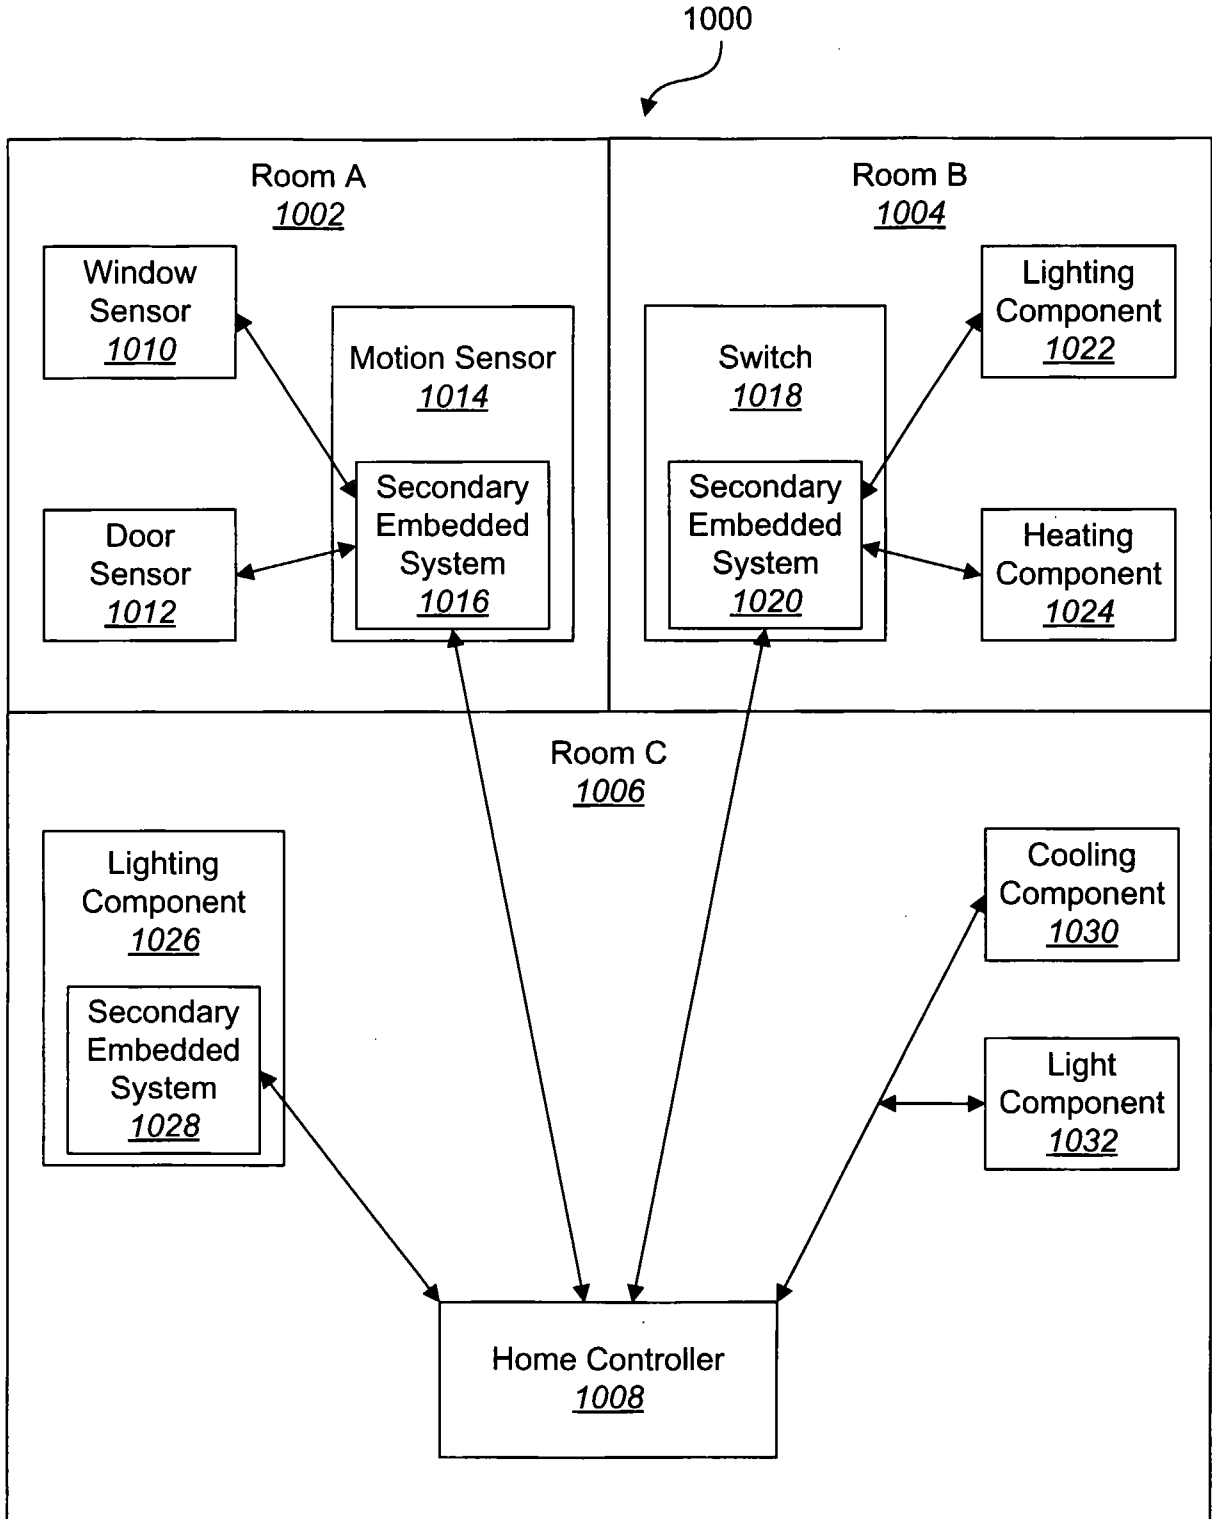 1000
Room A
1002
Window
Sensor
1010
Motion Sensor
1014
Secondary
Embedded
System
1016
Door
Sensor
1012
Room B
1004
Switch
1018
Secondary
Embedded
System
1020
Lighting
Component
1022
Heating
Component
1024
Room C
1006
Lighting
Component
1026
Secondary
Embedded
System
1028
Cooling
Component
1030
Light
Component
1032
Home Controller
1008